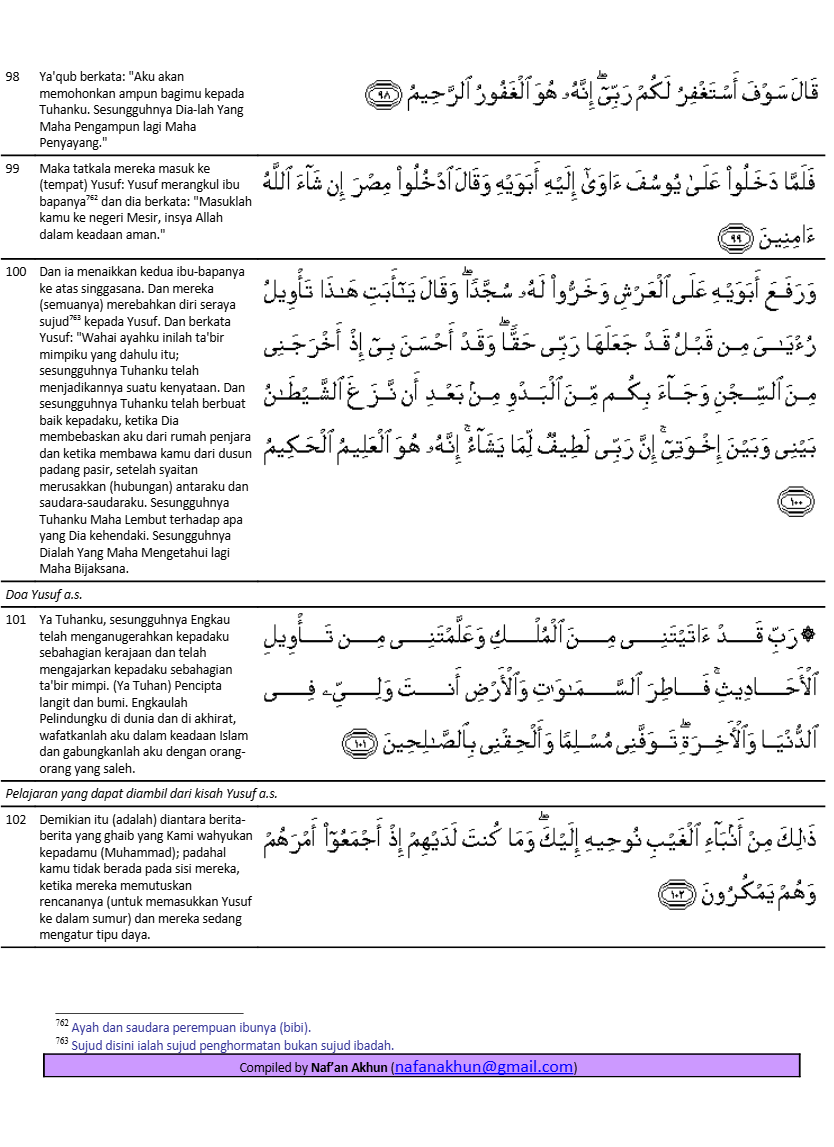 98 Ya'qub berkata: "Aku akan
memohonkan ampun bagimu kepada
Tuhanku. Sesungguhnya Dia-lah Yang
Maha Pengampun lagi Maha
Penyayang."
قَالَ سَوْفَ أَسْتَغْفِرُ لَكُمْ رَبِّىٓ ۖ إِنَّهُۥ هُوَ ٱلْغَفُورُ ٱلرَّحِيمُ ٩٨
99 Maka tatkala mereka masuk ke
(tempat) Yusuf: Yusuf merangkul ibu
bapanya762 dan dia berkata: "Masuklah
kamu ke negeri Mesir, insya Allah
dalam keadaan aman."
فَلَمَّا دَخَلُوا۟ عَلَىٰ يُوسُفَ ءَاوَىٰٓ إِلَيْهِ أَبَوَيْهِ وَقَالَ ٱدْخُلُوا۟ مِصْرَ إِن شَآءَ ٱللَّهُ
ءَامِنِينَ ٩٩
100 Dan ia menaikkan kedua ibu-bapanya
ke atas singgasana. Dan mereka
(semuanya) merebahkan diri seraya
sujud763 kepada Yusuf. Dan berkata
Yusuf: "Wahai ayahku inilah ta'bir
mimpiku yang dahulu itu;
sesungguhnya Tuhanku telah
menjadikannya suatu kenyataan. Dan
sesungguhnya Tuhanku telah berbuat
baik kepadaku, ketika Dia
membebaskan aku dari rumah penjara
dan ketika membawa kamu dari dusun
padang pasir, setelah syaitan
merusakkan (hubungan) antaraku dan
saudara-saudaraku. Sesungguhnya
Tuhanku Maha Lembut terhadap apa
yang Dia kehendaki. Sesungguhnya
Dialah Yang Maha Mengetahui lagi
Maha Bijaksana.
وَرَفَعَ أَبَوَيْهِ عَلَى ٱلْعَرْشِ وَخَرُّوا۟ لَهُۥ سُجَّدًا ۖ وَقَالَ يَـٰٓأَبَتِ هَـٰذَا تَأْوِيلُ
رُءْيَـٰىَ مِن قَبْلُ قَدْ جَعَلَهَا رَبِّى حَقًّا ۖ وَقَدْ أَحْسَنَ بِىٓ إِذْ أَخْرَجَنِى
مِنَ ٱلسِّجْنِ وَجَآءَ بِكُم مِّنَ ٱلْبَدْوِ مِنۢ بَعْدِ أَن نَّزَغَ ٱلشَّيْطَـٰنُ
بَيْنِى وَبَيْنَ إِخْوَتِىٓ ۚ إِنَّ رَبِّى لَطِيفٌ لِّمَا يَشَآءُ ۚ إِنَّهُۥ هُوَ ٱلْعَلِيمُ ٱلْحَكِيمُ
١٠٠
Doa Yusuf a.s.
101 Ya Tuhanku, sesungguhnya Engkau
telah menganugerahkan kepadaku
sebahagian kerajaan dan telah
mengajarkan kepadaku sebahagian
ta'bir mimpi. (Ya Tuhan) Pencipta
langit dan bumi. Engkaulah
Pelindungku di dunia dan di akhirat,
wafatkanlah aku dalam keadaan Islam
dan gabungkanlah aku dengan orang-
orang yang saleh.
۞ رَبِّ قَدْ ءَاتَيْتَنِى مِنَ ٱلْمُلْكِ وَعَلَّمْتَنِى مِن تَأْوِيلِ
ٱلْأَحَادِيثِ ۚ فَاطِرَ ٱلسَّمَـٰوَٰتِ وَٱلْأَرْضِ أَنتَ وَلِىِّۦ فِى
ٱلدُّنْيَا وَٱلْـَٔاخِرَةِ ۖ تَوَفَّنِى مُسْلِمًا وَأَلْحِقْنِى بِٱلصَّـٰلِحِينَ ١٠١
Pelajaran yang dapat diambil dari kisah Yusuf a.s.
102 Demikian itu (adalah) diantara berita-
berita yang ghaib yang Kami wahyukan
kepadamu (Muhammad); padahal
kamu tidak berada pada sisi mereka,
ketika mereka memutuskan
rencananya (untuk memasukkan Yusuf
ke dalam sumur) dan mereka sedang
mengatur tipu daya.
ذَٰلِكَ مِنْ أَنۢبَآءِ ٱلْغَيْبِ نُوحِيهِ إِلَيْكَ ۖ وَمَا كُنتَ لَدَيْهِمْ إِذْ أَجْمَعُوٓا۟ أَمْرَهُمْ
وَهُمْ يَمْكُرُونَ ١٠٢
762 Ayah dan saudara perempuan ibunya (bibi).
763 Sujud disini ialah sujud penghormatan bukan sujud ibadah.
Compiled by Naf’an Akhun (nafanakhun@gmail.com)